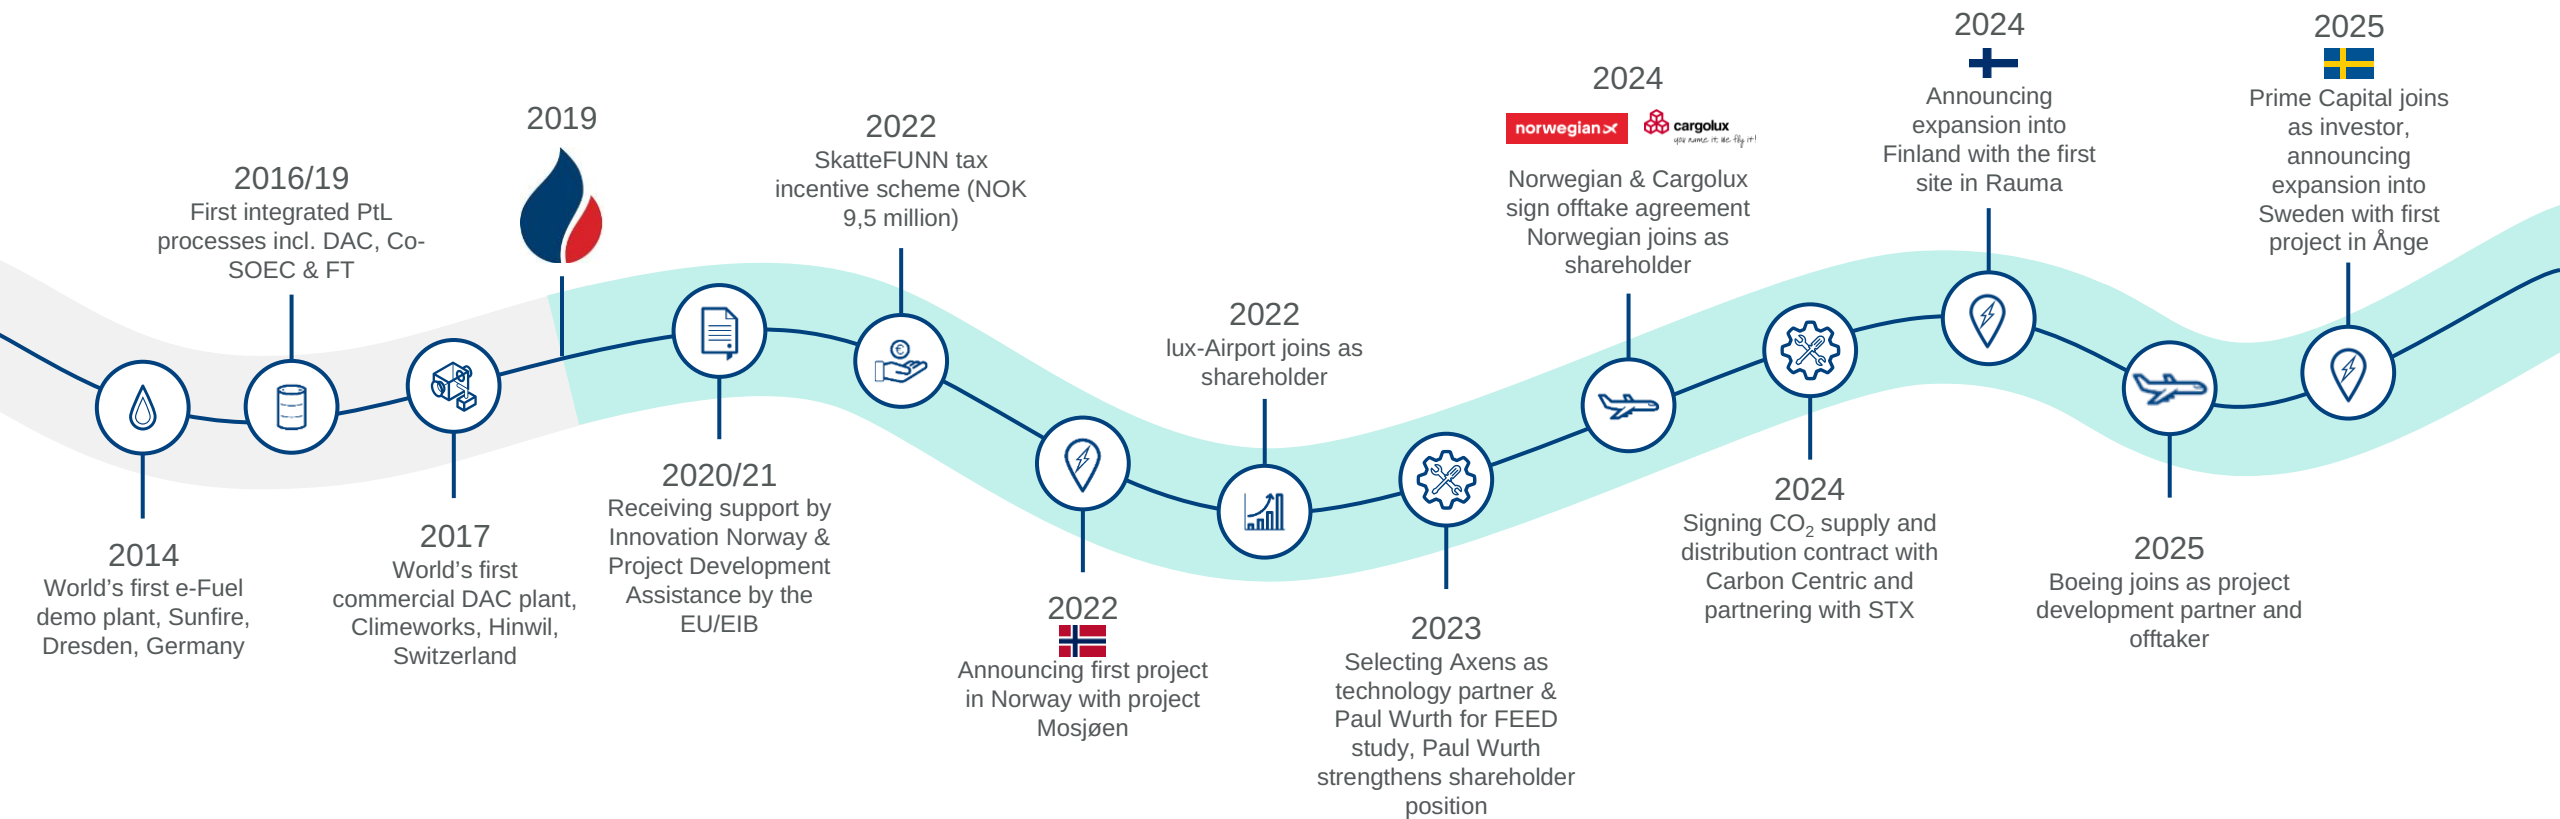 2014
World’s first e-Fuel
demo plant, Sunfire,
Dresden, Germany
2016/19
First integrated PtL
processes incl. DAC, Co-
SOEC & FT
2017
World’s first
commercial DAC plant,
Climeworks, Hinwil,
Switzerland
2019
2020/21
Receiving support by
Innovation Norway &
Project Development
Assistance by the
EU/EIB
2022
SkatteFUNN tax
incentive scheme (NOK
9,5 million)
€
2022
Announcing first project
in Norway with project
Mosjøen
2022
lux-Airport joins as
shareholder
2023
Selecting Axens as
technology partner &
Paul Wurth for FEED
study, Paul Wurth
strengthens shareholder
position
2024
norwegian
cargolux
you name it, we fly it!
Norwegian & Cargolux
sign offtake agreement
Norwegian joins as
shareholder
2024
Signing CO₂ supply and
distribution contract with
Carbon Centric and
partnering with STX
2024
Announcing
expansion into
Finland with the first
site in Rauma
2025
Boeing joins as project
development partner and
offtaker
2025
Prime Capital joins
as investor,
announcing
expansion into
Sweden with first
project in Ånge